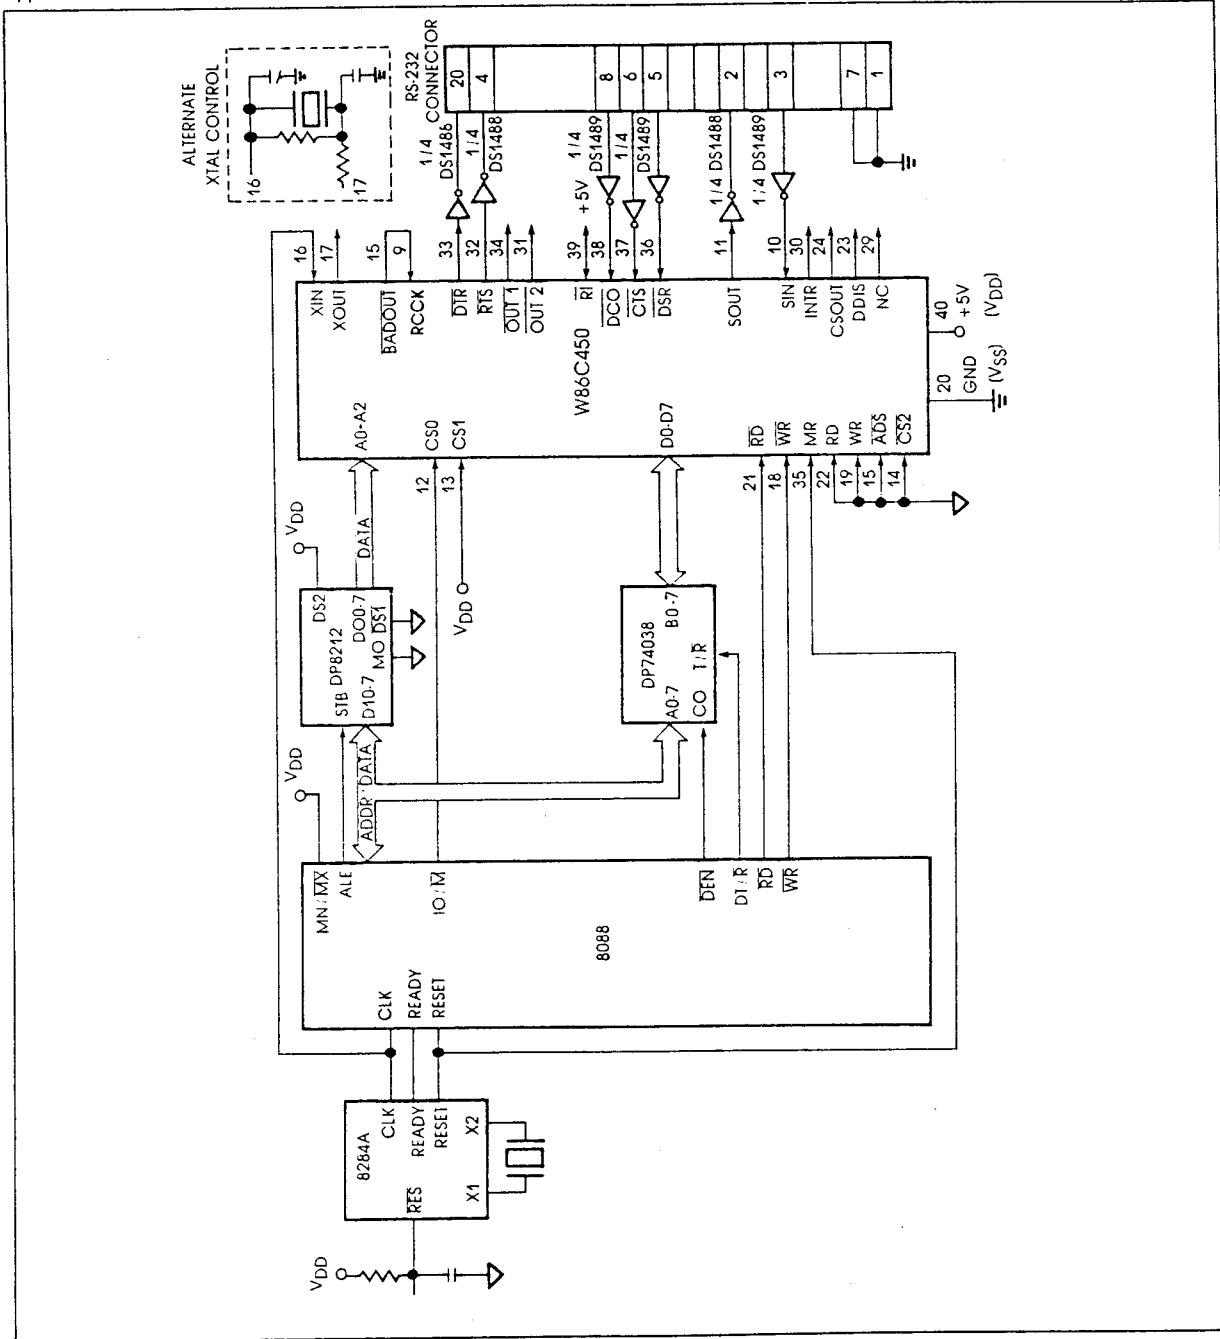 ALTERNATE
XTAL CONTROL
16
17
RS-232
CONNECTOR
20
4
8
6
5
2
3
7
1
1/4
DS1486
1/4
DS1488
1/4
DS1489
1/4
DS1489
1/4 DS1488
1/4 DS1489
+5V
16
17
15
9
33
32
34
31
39
38
37
36
11
10
30
24
23
29
XIN
XOUT
BADOUT
RCCK
DTR
RTS
OUT 1
OUT 2
RI
DCO
CTS
DSR
SOUT
SIN
INTR
CSOUT
DDIS
NC
W86C450
40
+5V
(VDD)
20
GND
(VSS)
A0-A2
CS0
CS1
D0-D7
RD
WR
MR
RD
WR
ADS
CS2
12
13
21
18
35
22
19
15
14
VDD
DATA
VDD
DS2
DO0-7
DS1
DP8212
MO
STB
D10-7
B0-7
T/R
DP74038
A0-7
CO
VDD
ADDR/DATA
MN/MX
ALE
IO/M
DEN
DT/R
RD
WR
8088
CLK
READY
RESET
8284A
CLK
READY
RESET
X2
RES
X1
VDD